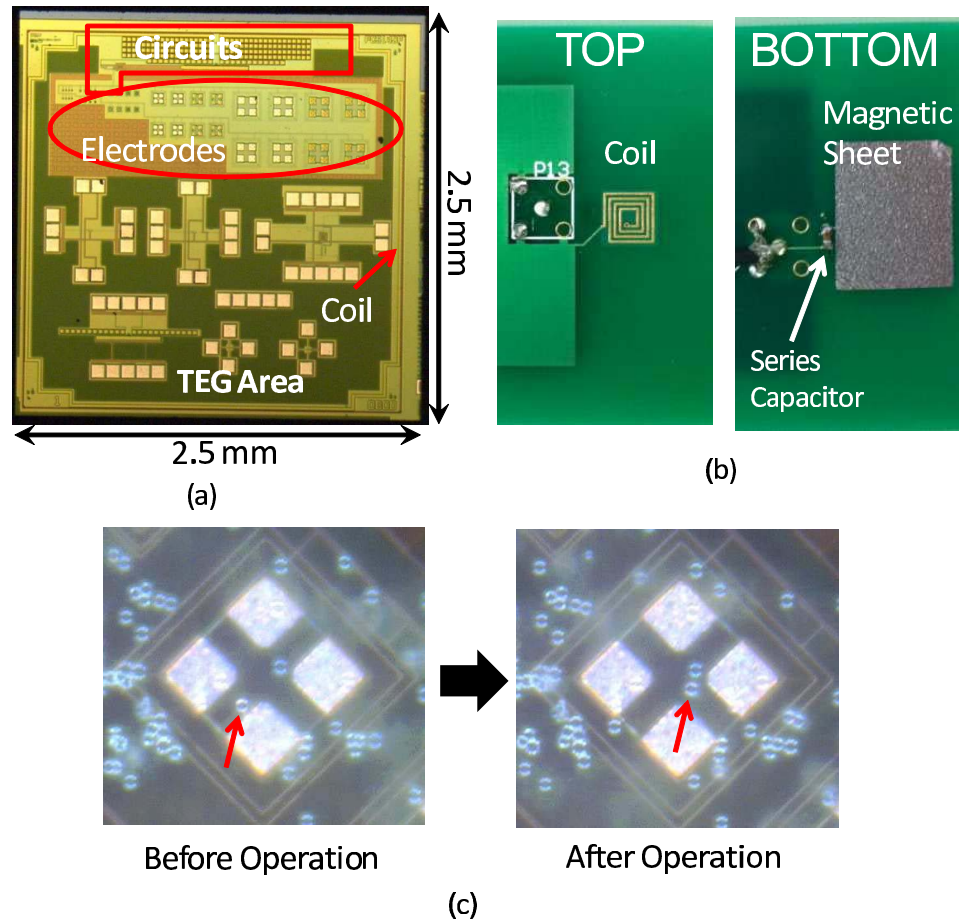 Circuits
Electrodes
Coil
TEG Area
2.5 mm
2.5 mm
(a)
TOP
P13
Coil
BOTTOM
Magnetic
Sheet
Series
Capacitor
(b)
Before Operation
After Operation
(c)